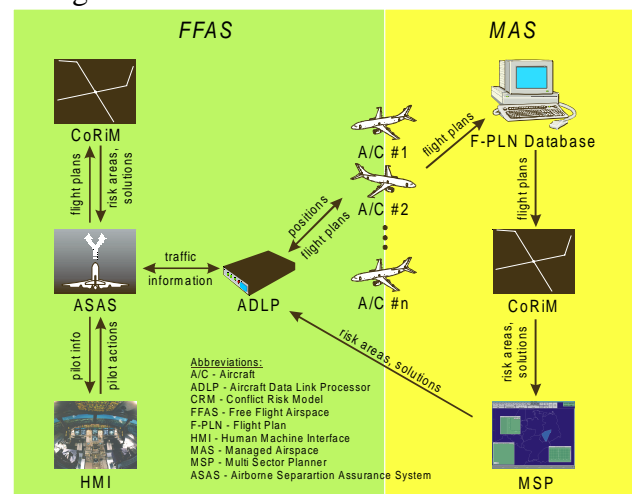 FFAS
MAS
CoRiM
flight plans
risk areas,
solutions
A/C #1
flight plans
F-PLN Database
A/C #2
positions
flight plans
flight plans
ASAS
traffic
information
ADLP
A/C #n
CoRiM
pilot info
pilot actions
risk areas, solutions
risk areas,
solutions
HMI
MSP
Abbreviations:
A/C - Aircraft
ADLP - Aircraft Data Link Processor
CRM - Conflict Risk Model
FFAS - Free Flight Airspace
F-PLN - Flight Plan
HMI - Human Machine Interface
MAS - Managed Airspace
MSP - Multi Sector Planner
ASAS - Airborne Separartion Assurance System